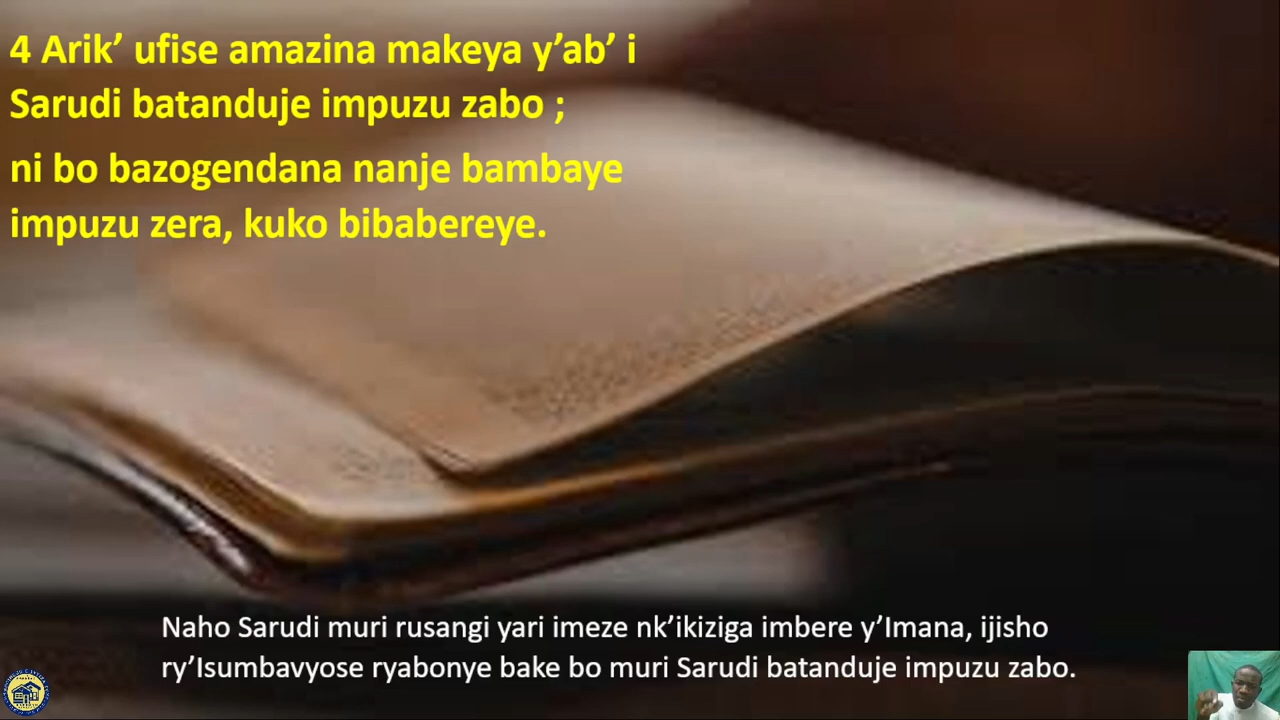 4 Arik’ ufise amazina makeya y’ab’ i
Sarudi batanduje impuzu zabo ;
ni bo bazogendana nanje bambaye
impuzu zera, kuko bibabereye.
Naho Sarudi muri rusangi yari imeze nk’ikiziga imbere y’Imana, ijisho
ry’Isumbavyose ryabonye bake bo muri Sarudi batanduje impuzu zabo.